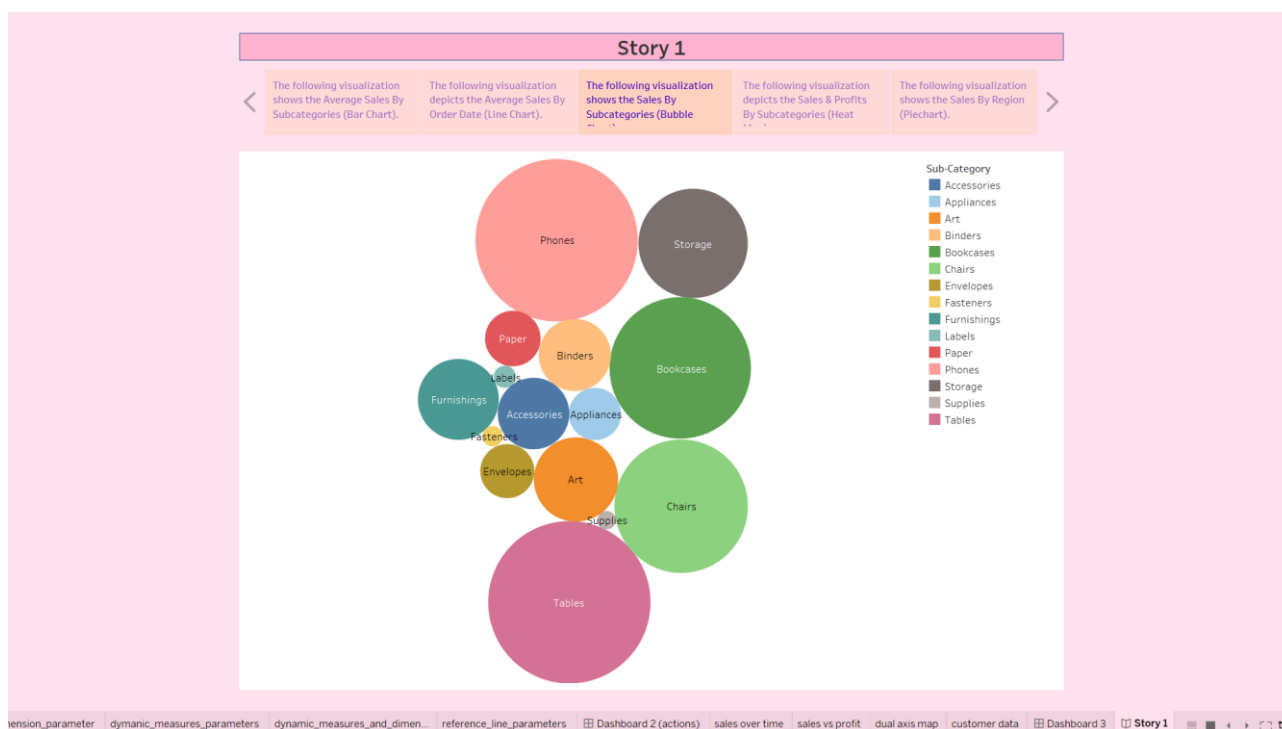 Story 1
The following visualization
shows the Average Sales By
Subcategories (Bar Chart).
The following visualization
depicts the Average Sales By
Order Date (Line Chart).
The following visualization
shows the Sales By
Subcategories (Bubble
The following visualization
depicts the Sales & Profits
By Subcategories (Heat
The following visualization
shows the Sales By Region
(Piechart).
Phones
Storage
Paper
Binders
Bookcases
Labels
Furnishings
Accessories
Appliances
Fasteners
Envelopes
Art
Chairs
Supplies
Tables
Sub-Category
Accessories
Appliances
Art
Binders
Bookcases
Chairs
Envelopes
Fasteners
Furnishings
Labels
Paper
Phones
Storage
Supplies
Tables
nension_parameter dymanic_measures_parameters dynamic_measures_and_dimen... reference_line_parameters Dashboard 2 (actions) sales over time sales vs profit dual axis map customer data Dashboard 3 Story 1